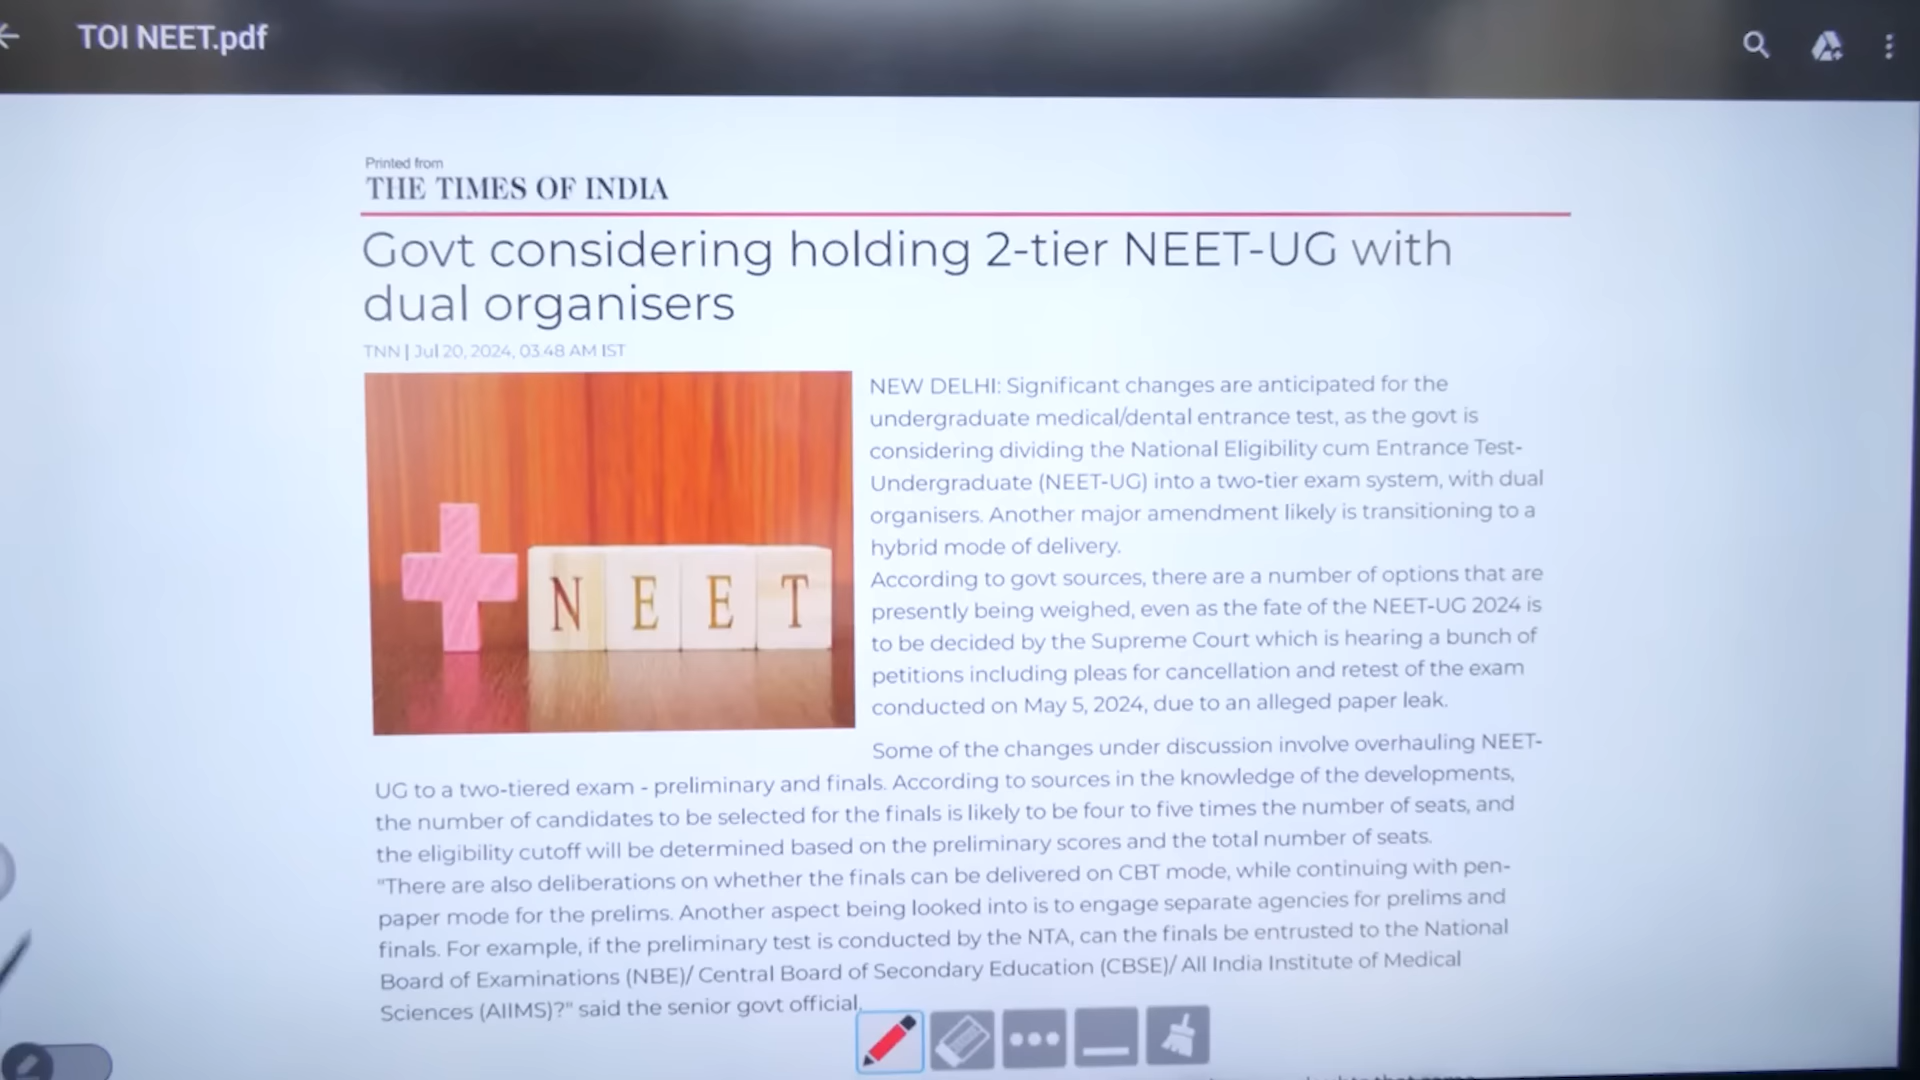 TOI NEET.pdf
Printed from
THE TIMES OF INDIA
Govt considering holding 2-tier NEET-UG with
dual organisers
TNN | Jul 20, 2024, 03.48 AM IST
NEET
NEW DELHI: Significant changes are anticipated for the
undergraduate medical/dental entrance test, as the govt is
considering dividing the National Eligibility cum Entrance Test-
Undergraduate (NEET-UG) into a two-tier exam system, with dual
organisers. Another major amendment likely is transitioning to a
hybrid mode of delivery.
According to govt sources, there are a number of options that are
presently being weighed, even as the fate of the NEET-UG 2024 is
to be decided by the Supreme Court which is hearing a bunch of
petitions including pleas for cancellation and retest of the exam
conducted on May 5, 2024, due to an alleged paper leak.
Some of the changes under discussion involve overhauling NEET-
UG to a two-tiered exam - preliminary and finals. According to sources in the knowledge of the developments,
the number of candidates to be selected for the finals is likely to be four to five times the number of seats, and
the eligibility cutoff will be determined based on the preliminary scores and the total number of seats.
"There are also deliberations on whether the finals can be delivered on CBT mode, while continuing with pen-
paper mode for the prelims. Another aspect being looked into is to engage separate agencies for prelims and
finals. For example, if the preliminary test is conducted by the NTA, can the finals be entrusted to the National
Board of Examinations (NBE)/ Central Board of Secondary Education (CBSE)/ All India Institute of Medical
Sciences (AIIMS)?" said the senior govt official.